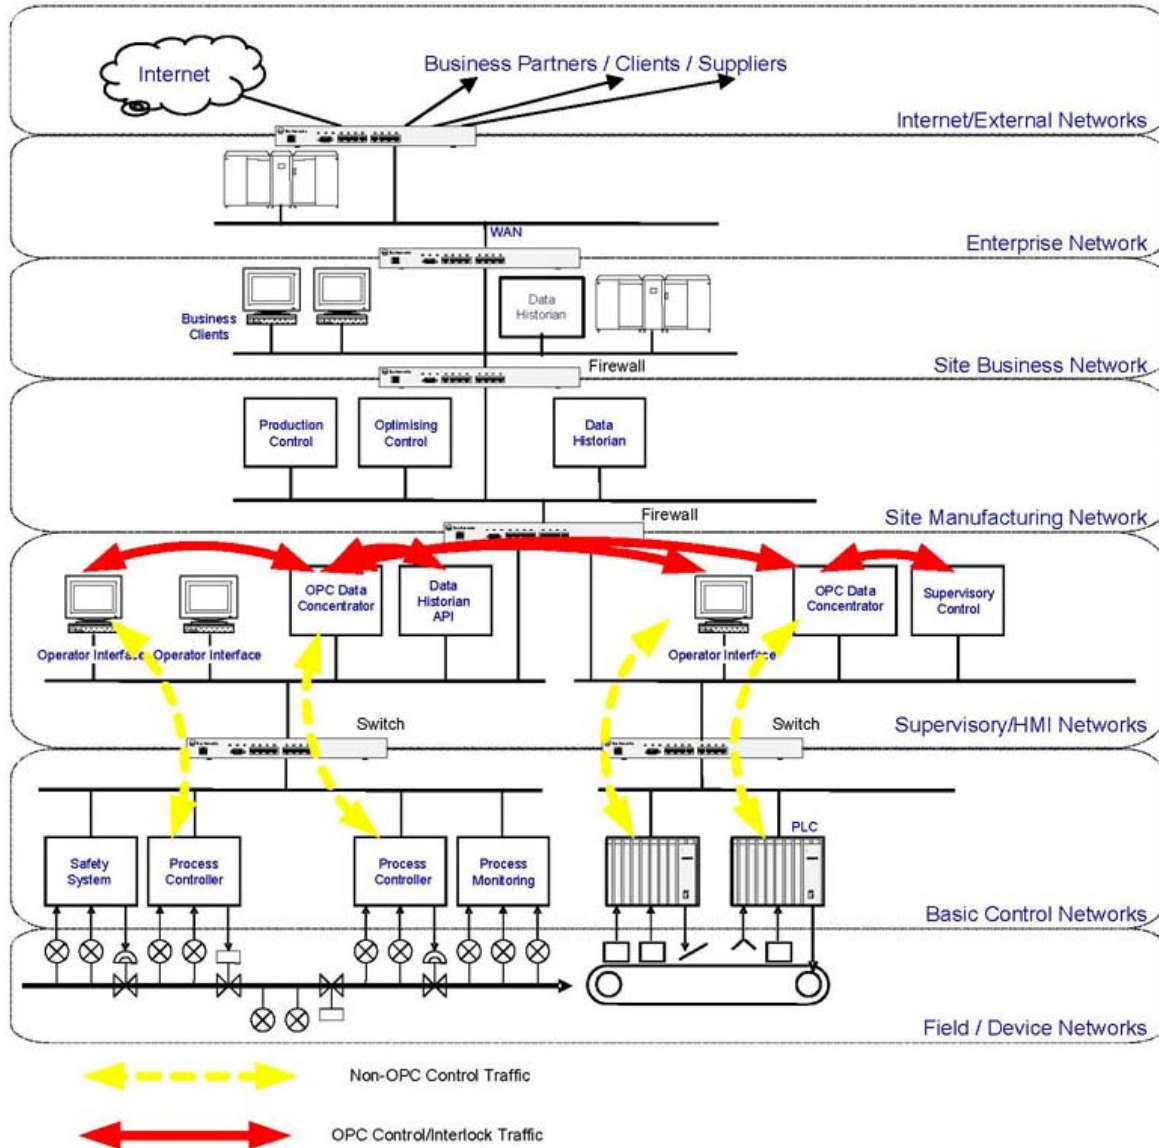 Internet
Business Partners / Clients / Suppliers
Internet/External Networks
WAN
Enterprise Network
Business
Clients
Data
Historian
Firewall
Site Business Network
Production
Control
Optimising
Control
Data
Historian
Firewall
Site Manufacturing Network
OPC Data
Concentrator
Data
Historian
API
OPC Data
Concentrator
Supervisory
Control
Operator Interface
Operator Interface
Operator Interface
Switch
Switch
Supervisory/HMI Networks
PLC
Safety
System
Process
Controller
Process
Controller
Process
Monitoring
Basic Control Networks
Field / Device Networks
Non-OPC Control Traffic
OPC Control/Interlock Traffic